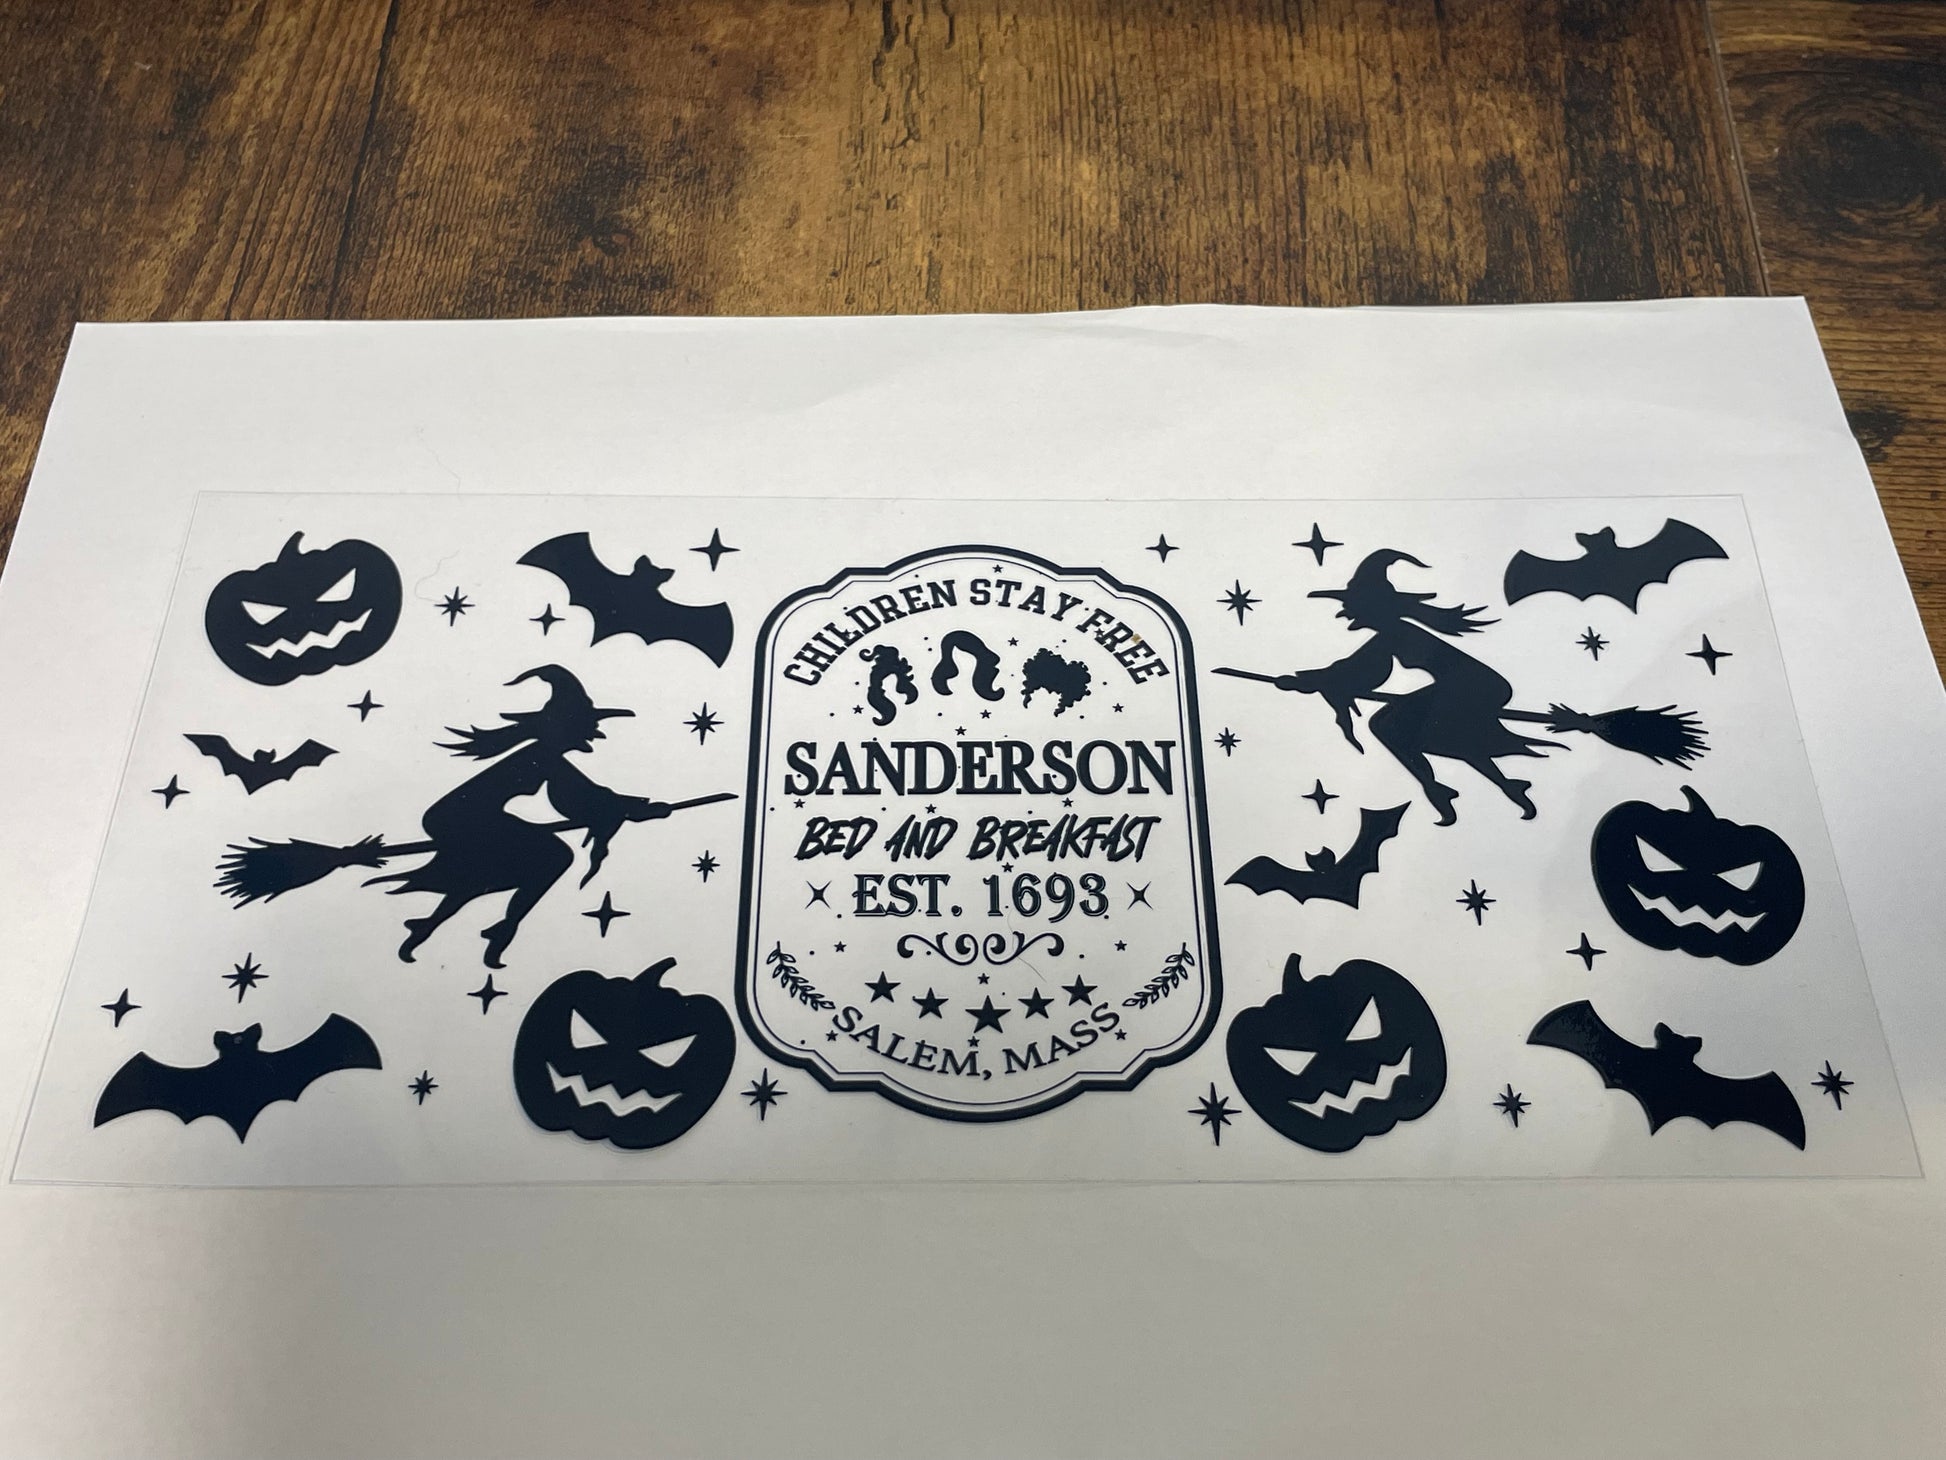 CHILDREN STAY FREE
SANDERSON
BED AND BREAKFAST
EST. 1693
SALEM, MASS